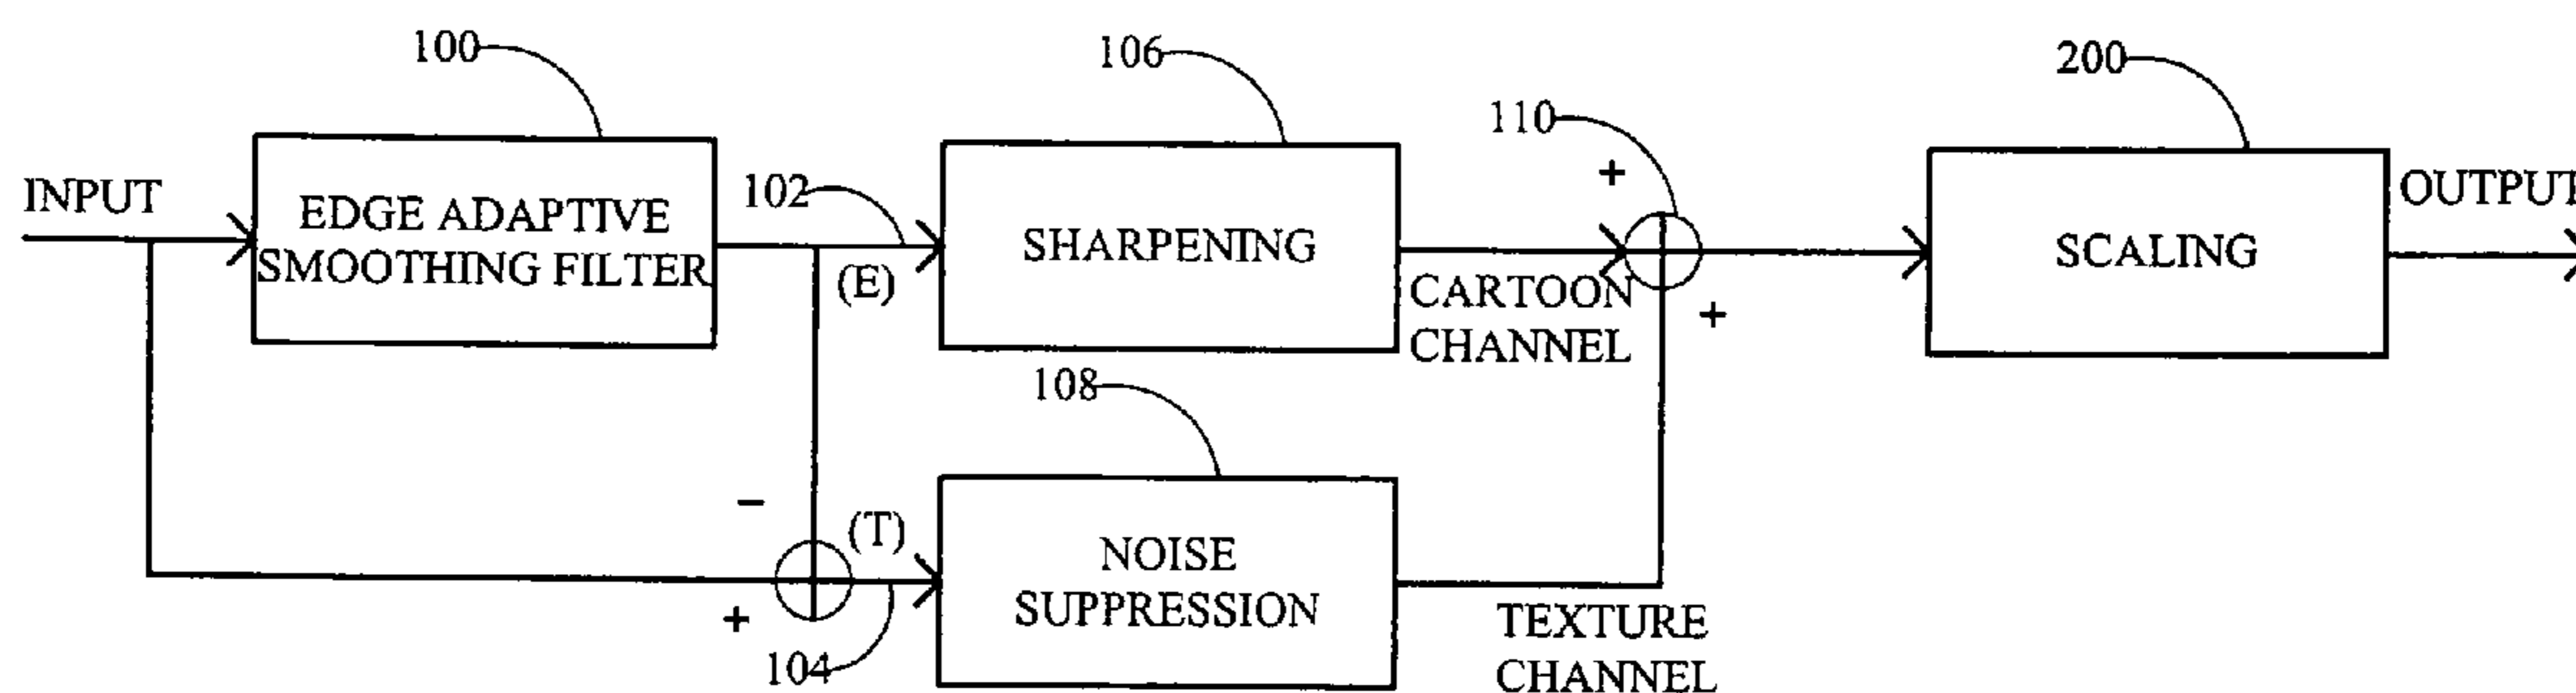 100
106
200
110
+
INPUT
102
OUTPUT
EDGE ADAPTIVE
SMOOTHING FILTER
SHARPENING
SCALING
(E)
CARTOON
CHANNEL
+
108
−
(T)
NOISE
SUPPRESSION
+
104
TEXTURE
CHANNEL